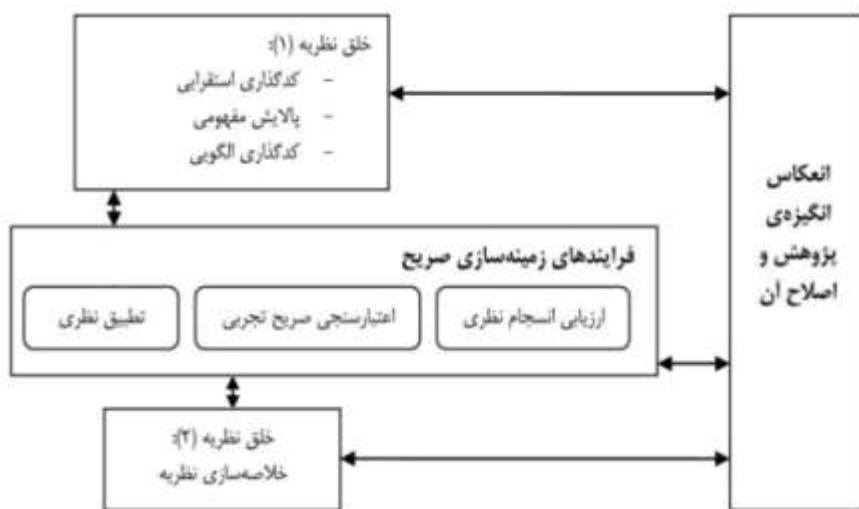 خلق نظریه (۱):
- کدگذاری استقرایی
- پالایش مفهومی
- کدگذاری الگویی
انعکاس
انگیزه‌ی
پژوهش و
اصلاح آن
فرایندهای زمینه‌سازی صریح
ارزیابی انسجام نظری
اعتبارسنجی صریح تجربی
تطبیق نظری
خلق نظریه (۲):
خلاصه‌سازی نظریه